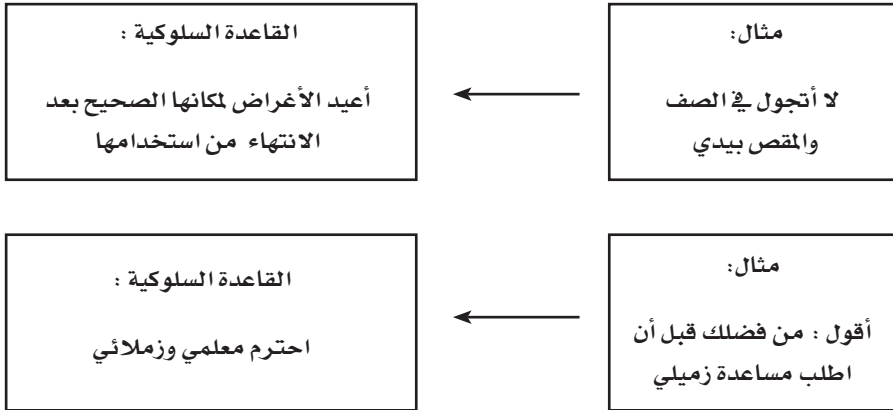 مثال:
لا أتجول في الصف
والمقص بيدي
القاعدة السلوكية :
أعيد الأغراض لمكانها الصحيح بعد
الانتهاء من استخدامها
مثال:
أقول : من فضلك قبل أن
اطلب مساعدة زميلي
القاعدة السلوكية :
احترم معلمي وزملائي